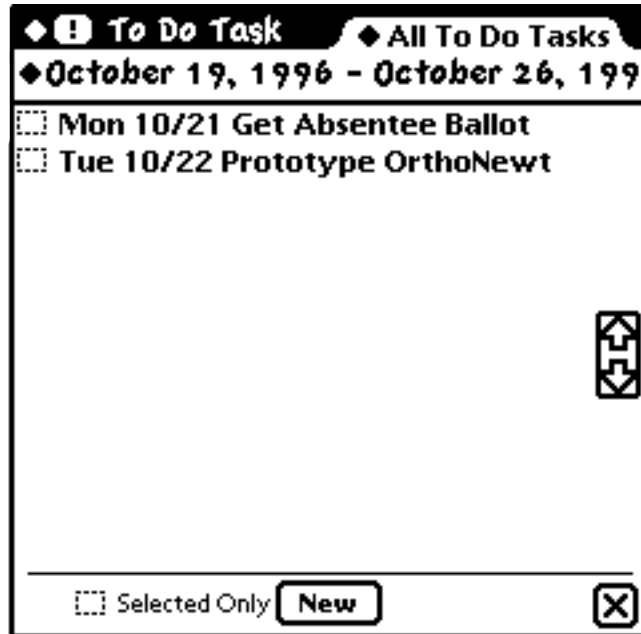 To Do Task All To Do Tasks
October 19, 1996 - October 26, 199
Mon 10/21 Get Absentee Ballot
Tue 10/22 Prototype OrthoNewt
Selected Only New